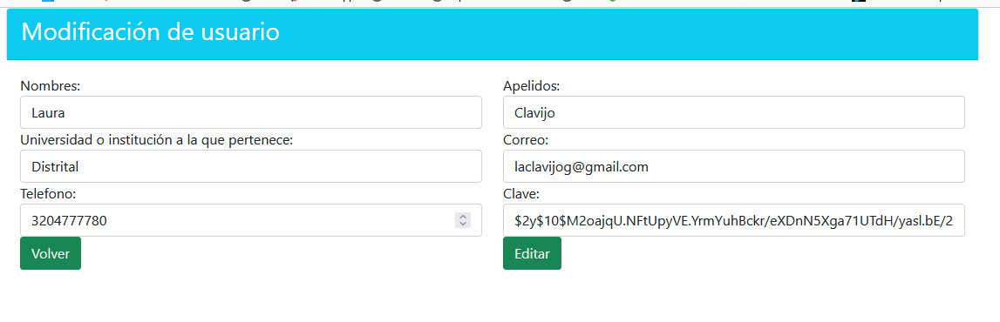 Modificación de usuario
Nombres:
Apelidos:
Laura
Clavijo
Universidad o institución a la que pertenece:
Correo:
Distrital
laclavijog@gmail.com
Telefono:
Clave:
3204777780
$2y$10$M2oajqU.NFtUpyVE.YrmYuhBckr/eXDnN5Xga71UTdH/yasl.bE/2
Volver
Editar